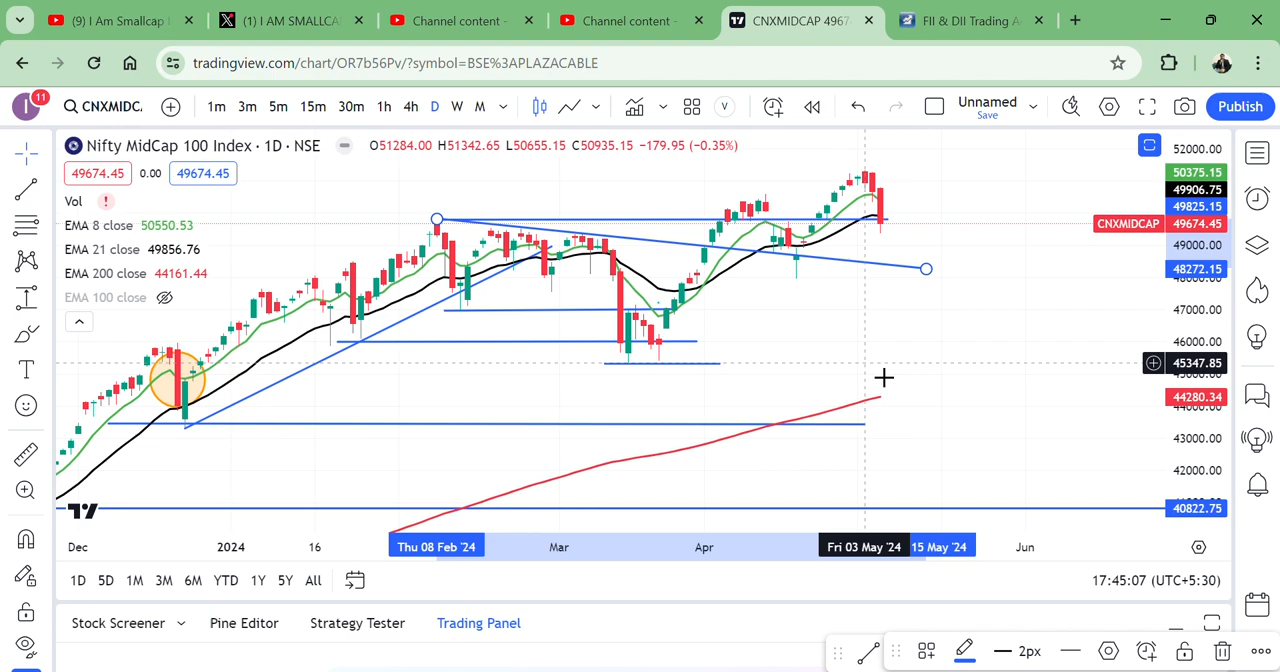 (9) I Am Smallcap
(1) I AM SMALLCA
Channel content -
Channel content -
CNXMIDCAP 4967
FII & DII Trading A
tradingview.com/chart/OR7b56Pv/?symbol=BSE%3APLAZACABLE
I
11
CNXMIDC.
1m 3m 5m 15m 30m 1h 4h D W M
V
Unnamed
Save
Publish
Nifty MidCap 100 Index · 1D · NSE
O51284.00 H51342.65 L50655.15 C50935.15 -179.95 (-0.35%)
49674.45 0.00 49674.45
Vol !
EMA 8 close 50550.53
EMA 21 close 49856.76
EMA 200 close 44161.44
EMA 100 close
52000.00
50375.15
49906.75
49825.15
CNXMIDCAP 49674.45
49000.00
48272.15
47000.00
46000.00
45347.85
44280.34
43000.00
42000.00
40822.75
Dec 2024 16 Thu 08 Feb '24 Mar Apr Fri 03 May '24 15 May '24 Jun
1D 5D 1M 3M 6M YTD 1Y 5Y All
17:45:07 (UTC+5:30)
Stock Screener Pine Editor Strategy Tester Trading Panel
2px